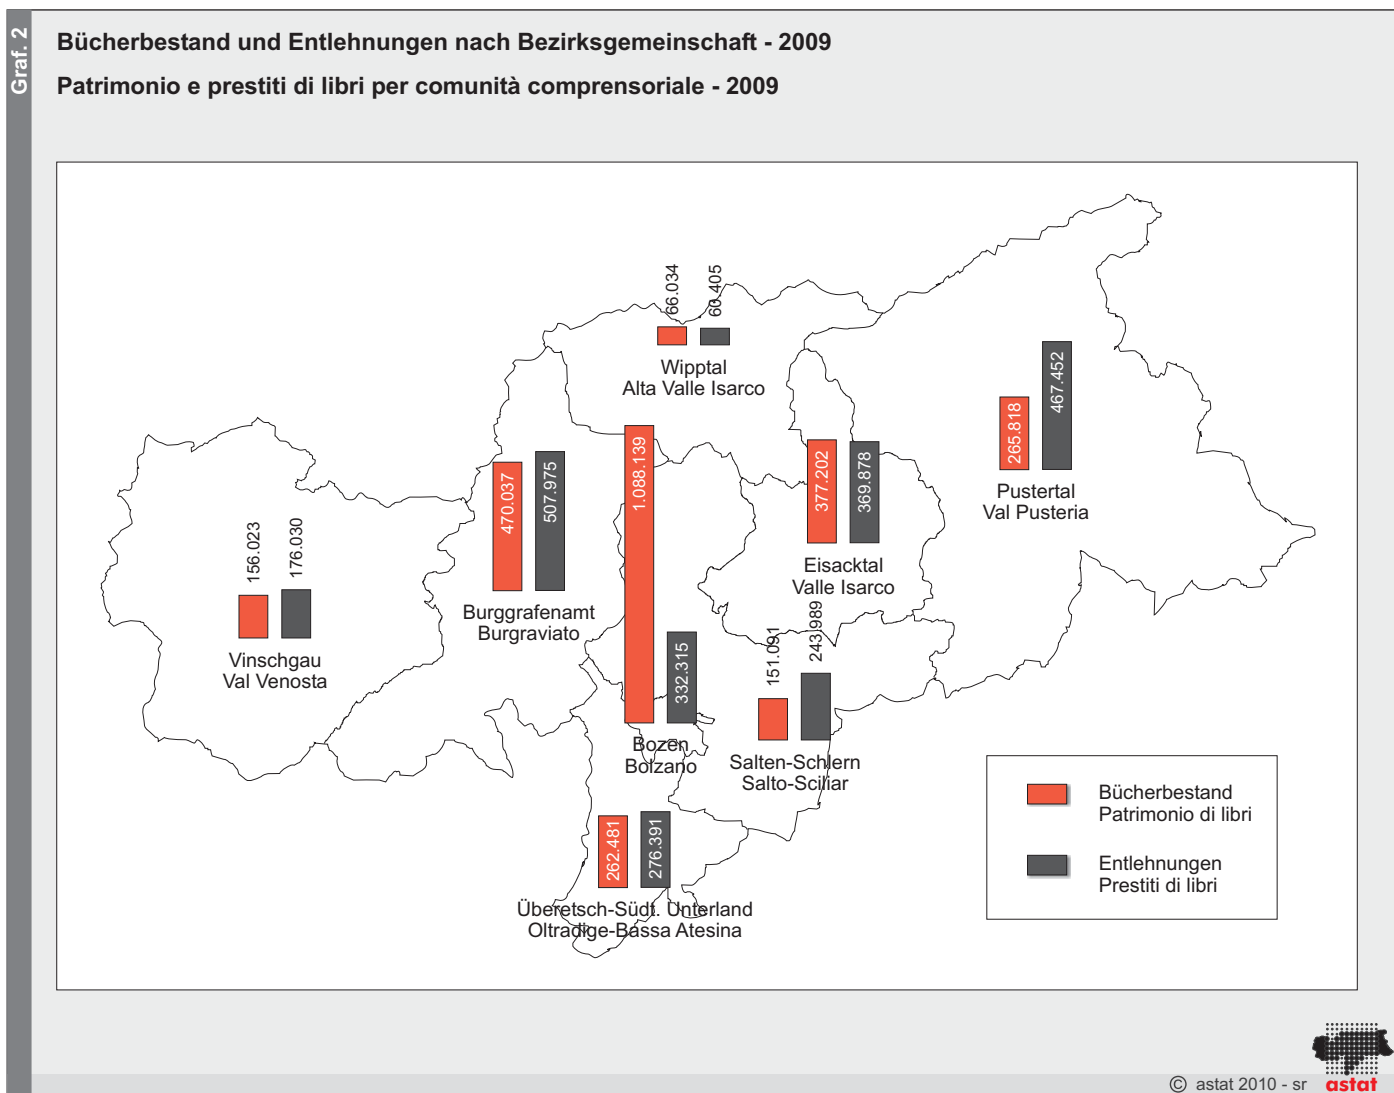 Graf. 2
Bücherbestand und Entlehnungen nach Bezirksgemeinschaft - 2009
Patrimonio e prestiti di libri per comunità comprensoriale - 2009
66.034
60.405
Wipptal
Alta Valle Isarco
265.818
467.452
Pustertal
Val Pusteria
1.088.139
332.315
Bozen
Bolzano
377.202
369.878
Eisacktal
Valle Isarco
470.037
507.975
Burggrafenamt
Burgraviato
156.023
176.030
Vinschgau
Val Venosta
151.091
243.989
Salten-Schlern
Salto-Sciliar
262.481
276.391
Überetsch-Südt. Unterland
Oltradige-Bassa Atesina
Bücherbestand
Patrimonio di libri
Entlehnungen
Prestiti di libri
© astat 2010 - sr
astat